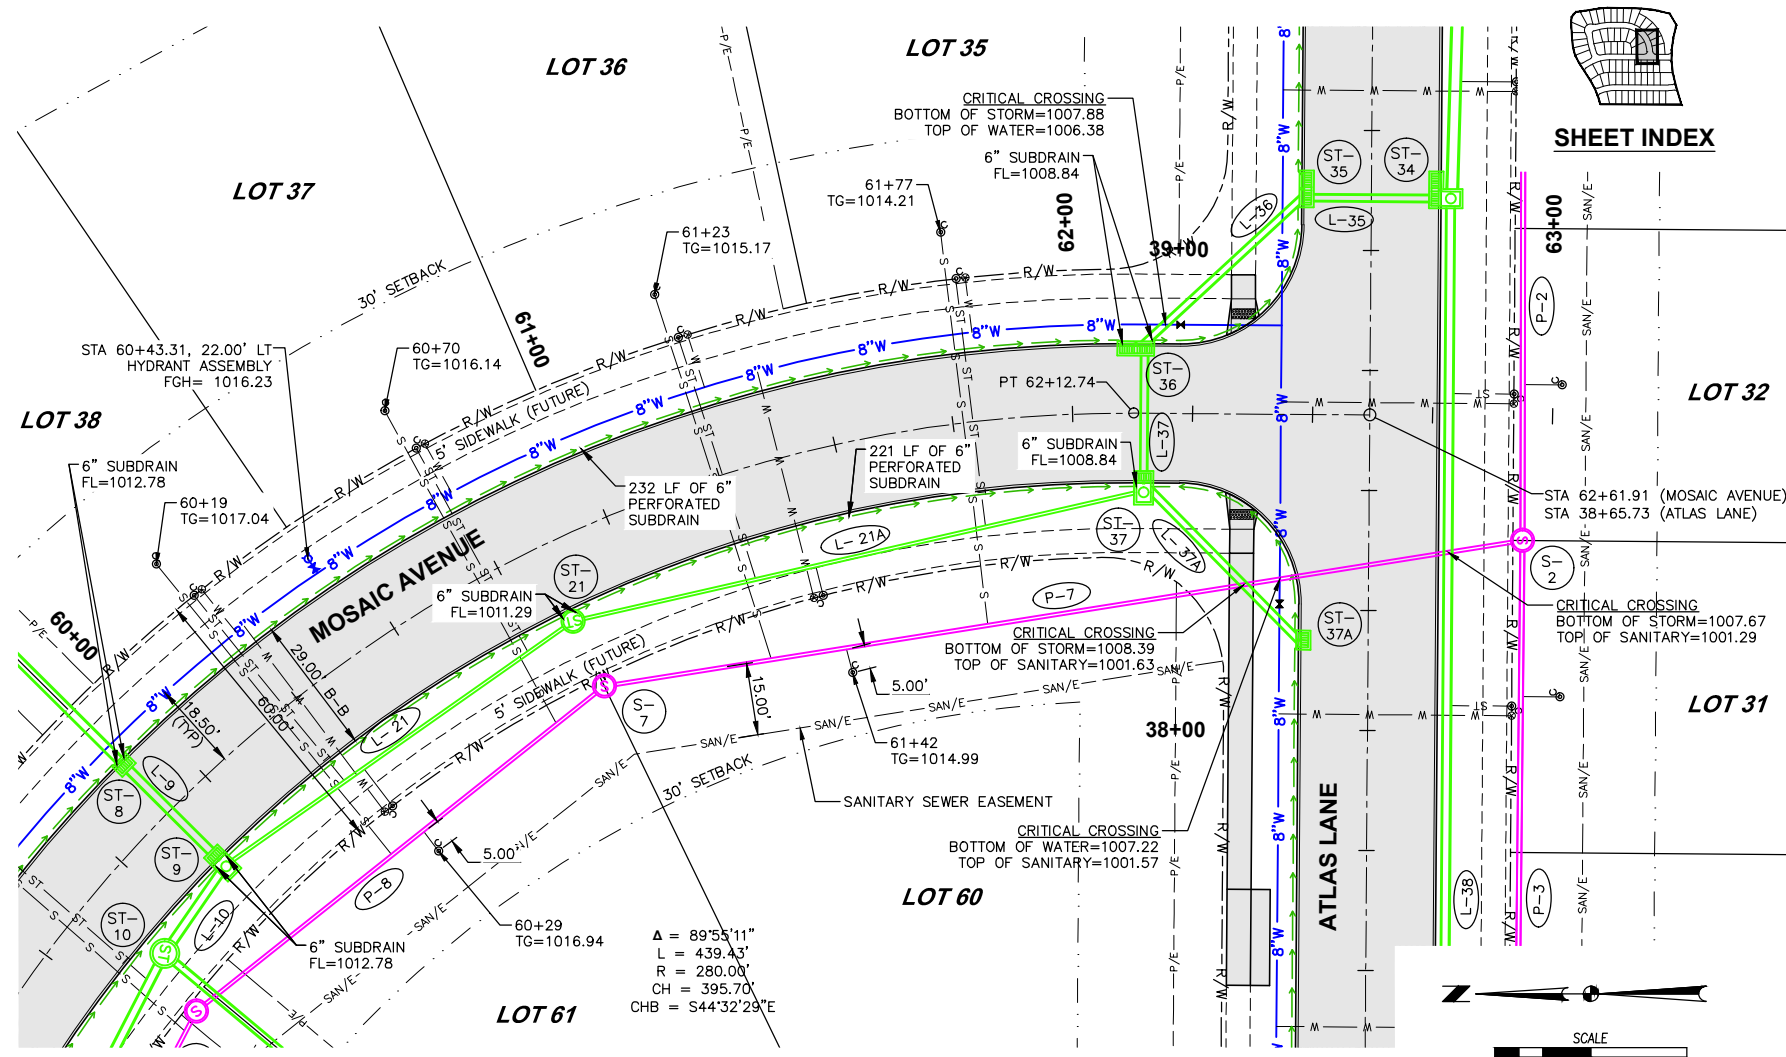 LOT 35
LOT 36
LOT 37
LOT 38
CRITICAL CROSSING
BOTTOM OF STORM=1007.88
TOP OF WATER=1006.38
6" SUBDRAIN
FL=1008.84
SHEET INDEX
ST-
35
ST-
34
L-36
L-35
61+77
TG=1014.21
62+00
39+00
63+00
61+23
TG=1015.17
30' SETBACK
61+00
STA 60+43.31, 22.00' LT
HYDRANT ASSEMBLY
FGH= 1016.23
60+70
TG=1016.14
5' SIDEWALK (FUTURE)
PT 62+12.74
ST-
36
L-37
P-2
LOT 32
6" SUBDRAIN
FL=1012.78
60+19
TG=1017.04
232 LF OF 6"
PERFORATED
SUBDRAIN
221 LF OF 6"
PERFORATED
SUBDRAIN
6" SUBDRAIN
FL=1008.84
STA 62+61.91 (MOSAIC AVENUE)
STA 38+65.73 (ATLAS LANE)
MOSAIC AVENUE
ST-
21
6" SUBDRAIN
FL=1011.29
L- 21A
ST-
37
L- 37A
S-
2
60+00
P-7
ST-
37A
CRITICAL CROSSING
BOTTOM OF STORM=1007.67
TOP OF SANITARY=1001.29
CRITICAL CROSSING
BOTTOM OF STORM=1008.39
TOP OF SANITARY=1001.63
29.00' B-B
60.00'
18.50'
(TYP)
5' SIDEWALK (FUTURE)
15.00'
5.00'
S-
7
L- 21
61+42
TG=1014.99
38+00
LOT 31
L-9
ST-
8
30' SETBACK
SANITARY SEWER EASEMENT
CRITICAL CROSSING
BOTTOM OF WATER=1007.22
TOP OF SANITARY=1001.57
ATLAS LANE
ST-
9
5.00'
P-8
LOT 60
L-38
P-3
ST-
10
L-10
60+29
TG=1016.94
6" SUBDRAIN
FL=1012.78
Δ = 89°55'11"
L = 439.43'
R = 280.00'
CH = 395.70'
CHB = S44°32'29"E
LOT 61
SCALE
8"W
8"W
8"W
8"W
8"W
8"W
8"W
8"W
8"W
R/W
R/W
R/W
R/W
P/E
P/E
SAN/E
SAN/E
SAN/E